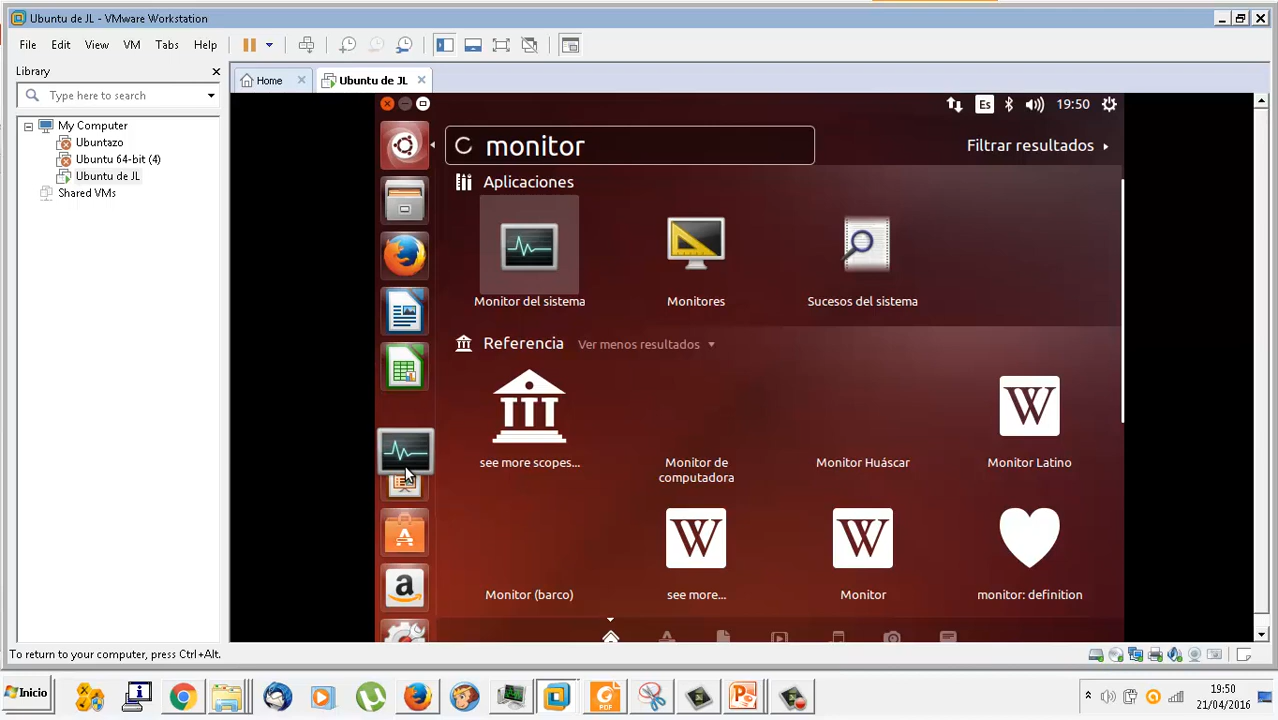 Ubuntu de JL - VMware Workstation
File Edit View VM Tabs Help
Library
Type here to search
My Computer
Ubuntazo
Ubuntu 64-bit (4)
Ubuntu de JL
Shared VMs
Home
Ubuntu de JL
Es
19:50
monitor
Filtrar resultados
Aplicaciones
Monitor del sistema
Monitores
Sucesos del sistema
Referencia
Ver menos resultados
see more scopes...
Monitor de
computadora
Monitor Huáscar
Monitor Latino
Monitor (barco)
see more...
Monitor
monitor: definition
To return to your computer, press Ctrl+Alt.
Inicio
PDF
19:50
21/04/2016